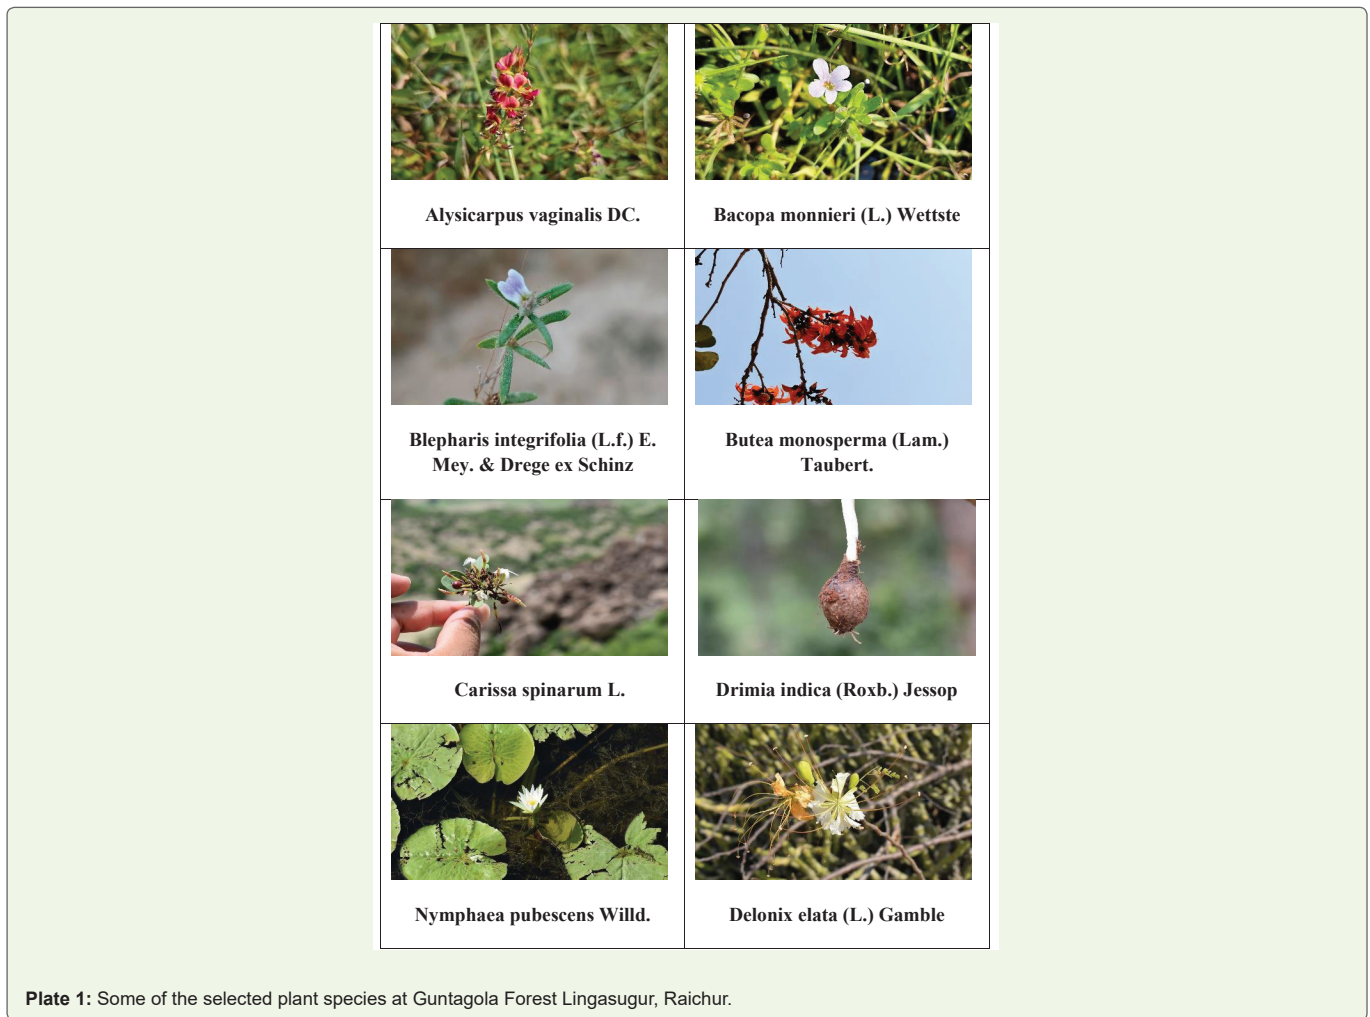 Alysicarpus vaginalis DC.
Bacopa monnieri (L.) Wettste
Blepharis integrifolia (L.f.) E.
Mey. & Drege ex Schinz
Butea monosperma (Lam.)
Taubert.
Carissa spinarum L.
Drimia indica (Roxb.) Jessop
Nymphaea pubescens Willd.
Delonix elata (L.) Gamble
Plate 1: Some of the selected plant species at Guntagola Forest Lingasugur, Raichur.